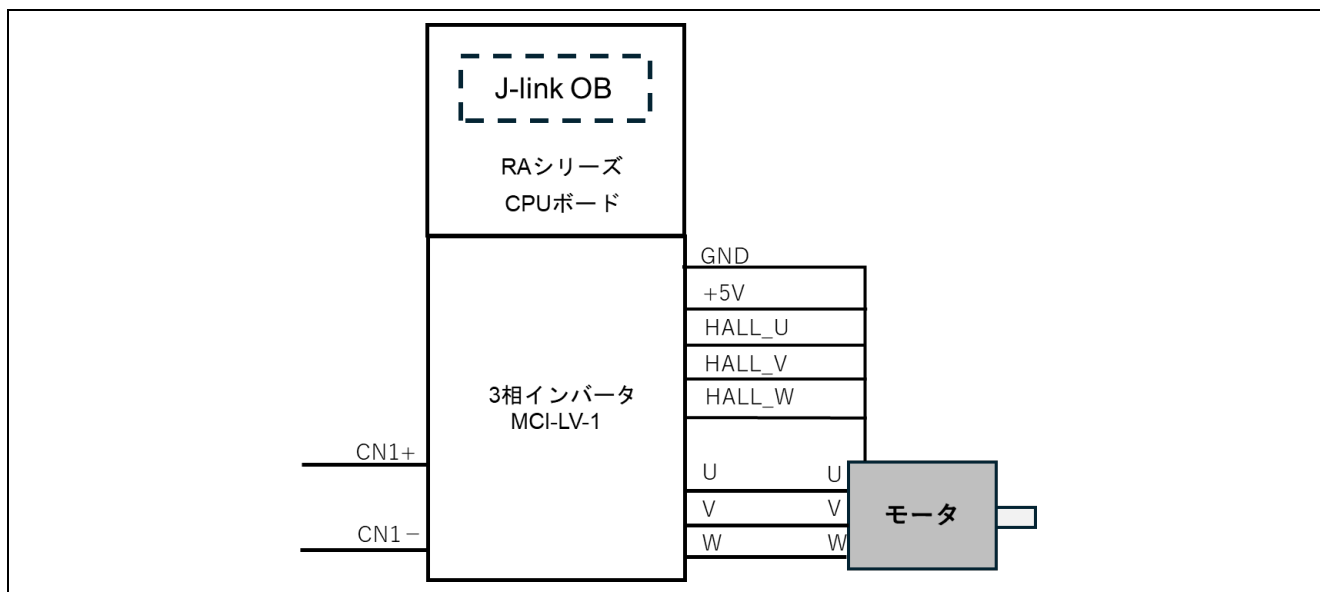 J-link OB
RAシリーズ
CPUボード
GND
+5V
HALL_U
HALL_V
HALL_W
3相インバータ
MCI-LV-1
CN1+
CN1−
U
V
W
U
V
W
モータ